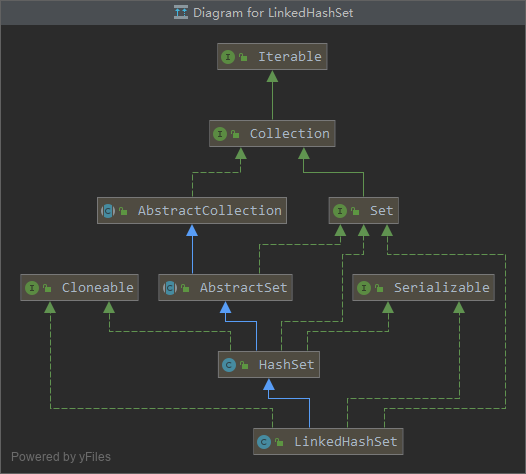 Diagram for LinkedHashSet
I Iterable
I Collection
C AbstractCollection
I Set
I Cloneable
C AbstractSet
I Serializable
C HashSet
C LinkedHashSet
Powered by yFiles